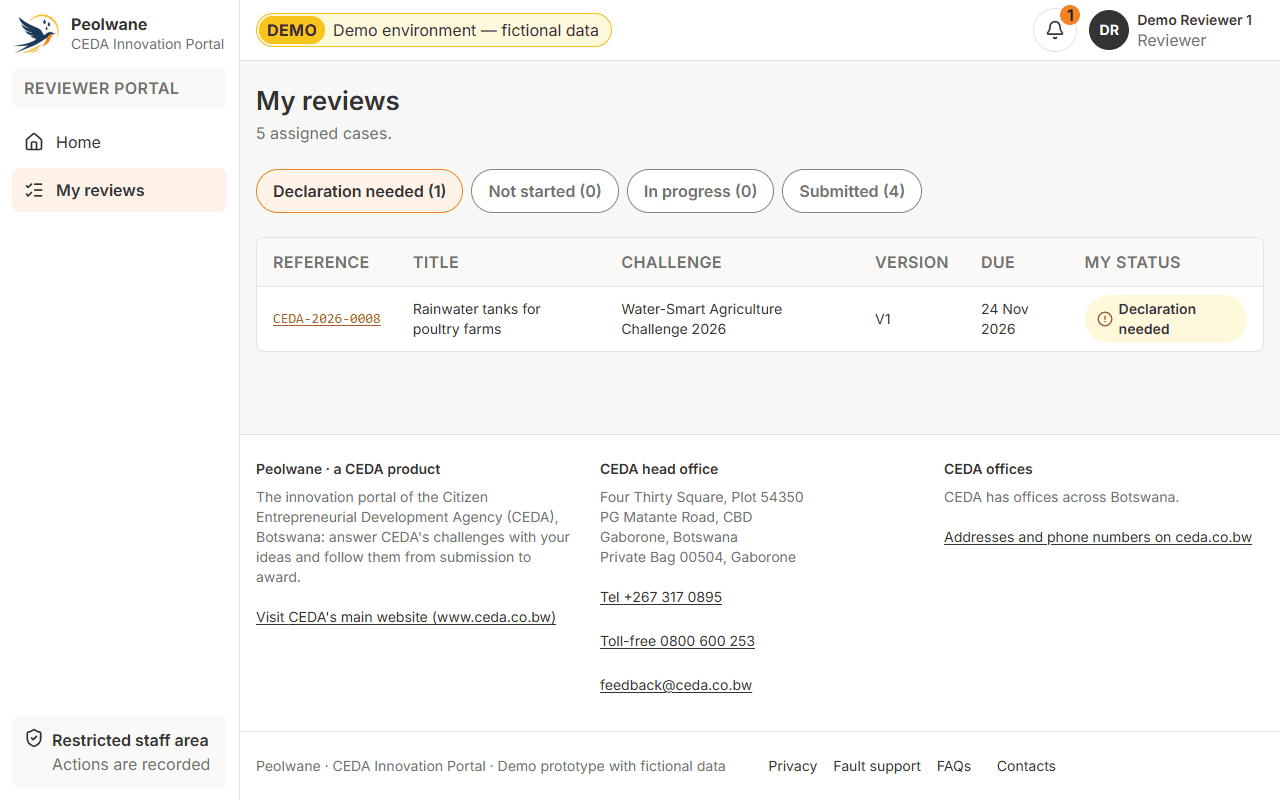 Peolwane
CEDA Innovation Portal
REVIEWER PORTAL
Home
My reviews
Restricted staff area
Actions are recorded
DEMO Demo environment — fictional data
1
DR
Demo Reviewer 1
Reviewer
My reviews
5 assigned cases.
Declaration needed (1) Not started (0) In progress (0) Submitted (4)
REFERENCE TITLE CHALLENGE VERSION DUE MY STATUS
CEDA-2026-0008
Rainwater tanks for
poultry farms
Water-Smart Agriculture
Challenge 2026
V1
24 Nov
2026
Declaration
needed
Peolwane · a CEDA product
The innovation portal of the Citizen
Entrepreneurial Development Agency (CEDA),
Botswana: answer CEDA's challenges with your
ideas and follow them from submission to
award.
Visit CEDA's main website (www.ceda.co.bw)
CEDA head office
Four Thirty Square, Plot 54350
PG Matante Road, CBD
Gaborone, Botswana
Private Bag 00504, Gaborone
Tel +267 317 0895
Toll-free 0800 600 253
feedback@ceda.co.bw
CEDA offices
CEDA has offices across Botswana.
Addresses and phone numbers on ceda.co.bw
Peolwane · CEDA Innovation Portal · Demo prototype with fictional data
Privacy Fault support FAQs Contacts